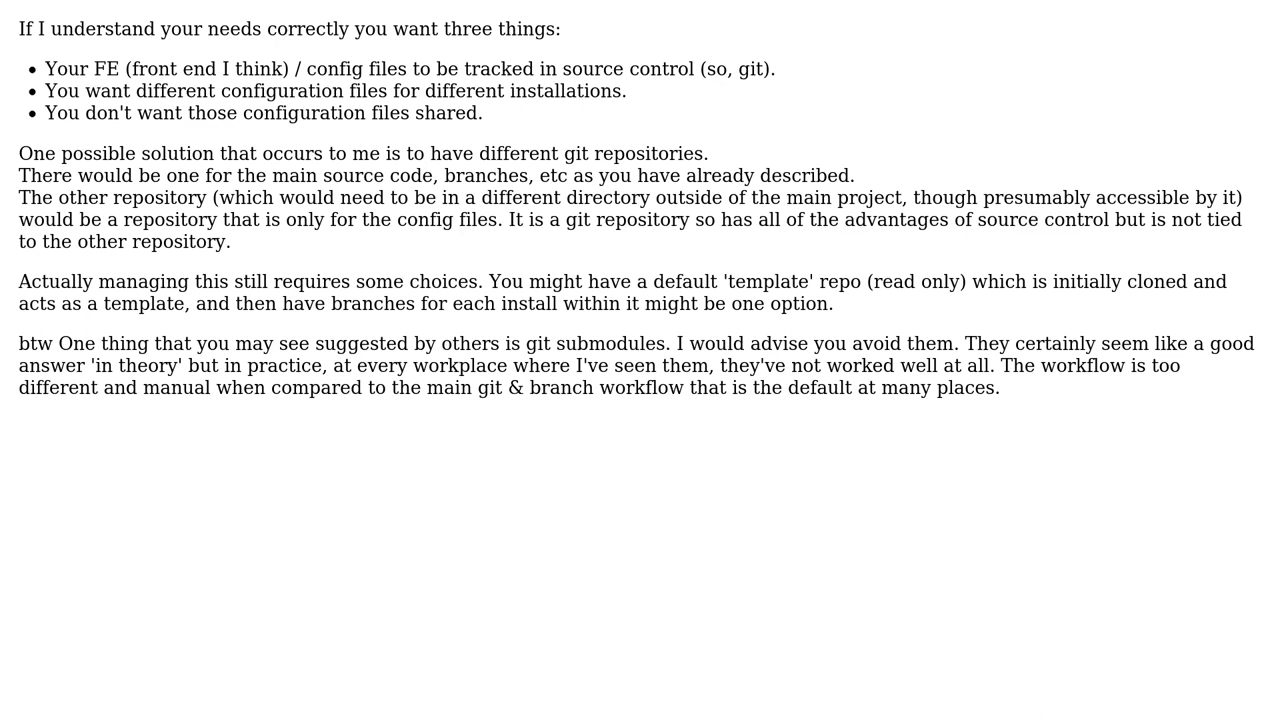 If I understand your needs correctly you want three things:
• Your FE (front end I think) / config files to be tracked in source control (so, git).
• You want different configuration files for different installations.
• You don't want those configuration files shared.
One possible solution that occurs to me is to have different git repositories.
There would be one for the main source code, branches, etc as you have already described.
The other repository (which would need to be in a different directory outside of the main project, though presumably accessible by it)
would be a repository that is only for the config files. It is a git repository so has all of the advantages of source control but is not tied
to the other repository.
Actually managing this still requires some choices. You might have a default 'template' repo (read only) which is initially cloned and
acts as a template, and then have branches for each install within it might be one option.
btw One thing that you may see suggested by others is git submodules. I would advise you avoid them. They certainly seem like a good
answer 'in theory' but in practice, at every workplace where I've seen them, they've not worked well at all. The workflow is too
different and manual when compared to the main git & branch workflow that is the default at many places.